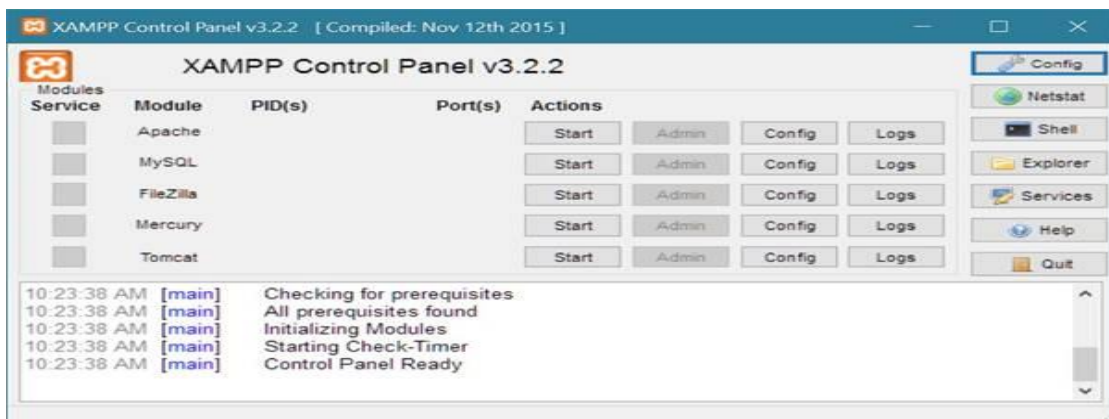 XAMPP Control Panel v3.2.2 [ Compiled: Nov 12th 2015 ]
XAMPP Control Panel v3.2.2
Config
Modules
Service Module PID(s) Port(s) Actions
Netstat
Apache Start Admin Config Logs
Shell
MySQL Start Admin Config Logs
Explorer
FileZilla Start Admin Config Logs
Services
Mercury Start Admin Config Logs
Help
Tomcat Start Admin Config Logs
Quit
10:23:38 AM [main] Checking for prerequisites
10:23:38 AM [main] All prerequisites found
10:23:38 AM [main] Initializing Modules
10:23:38 AM [main] Starting Check-Timer
10:23:38 AM [main] Control Panel Ready